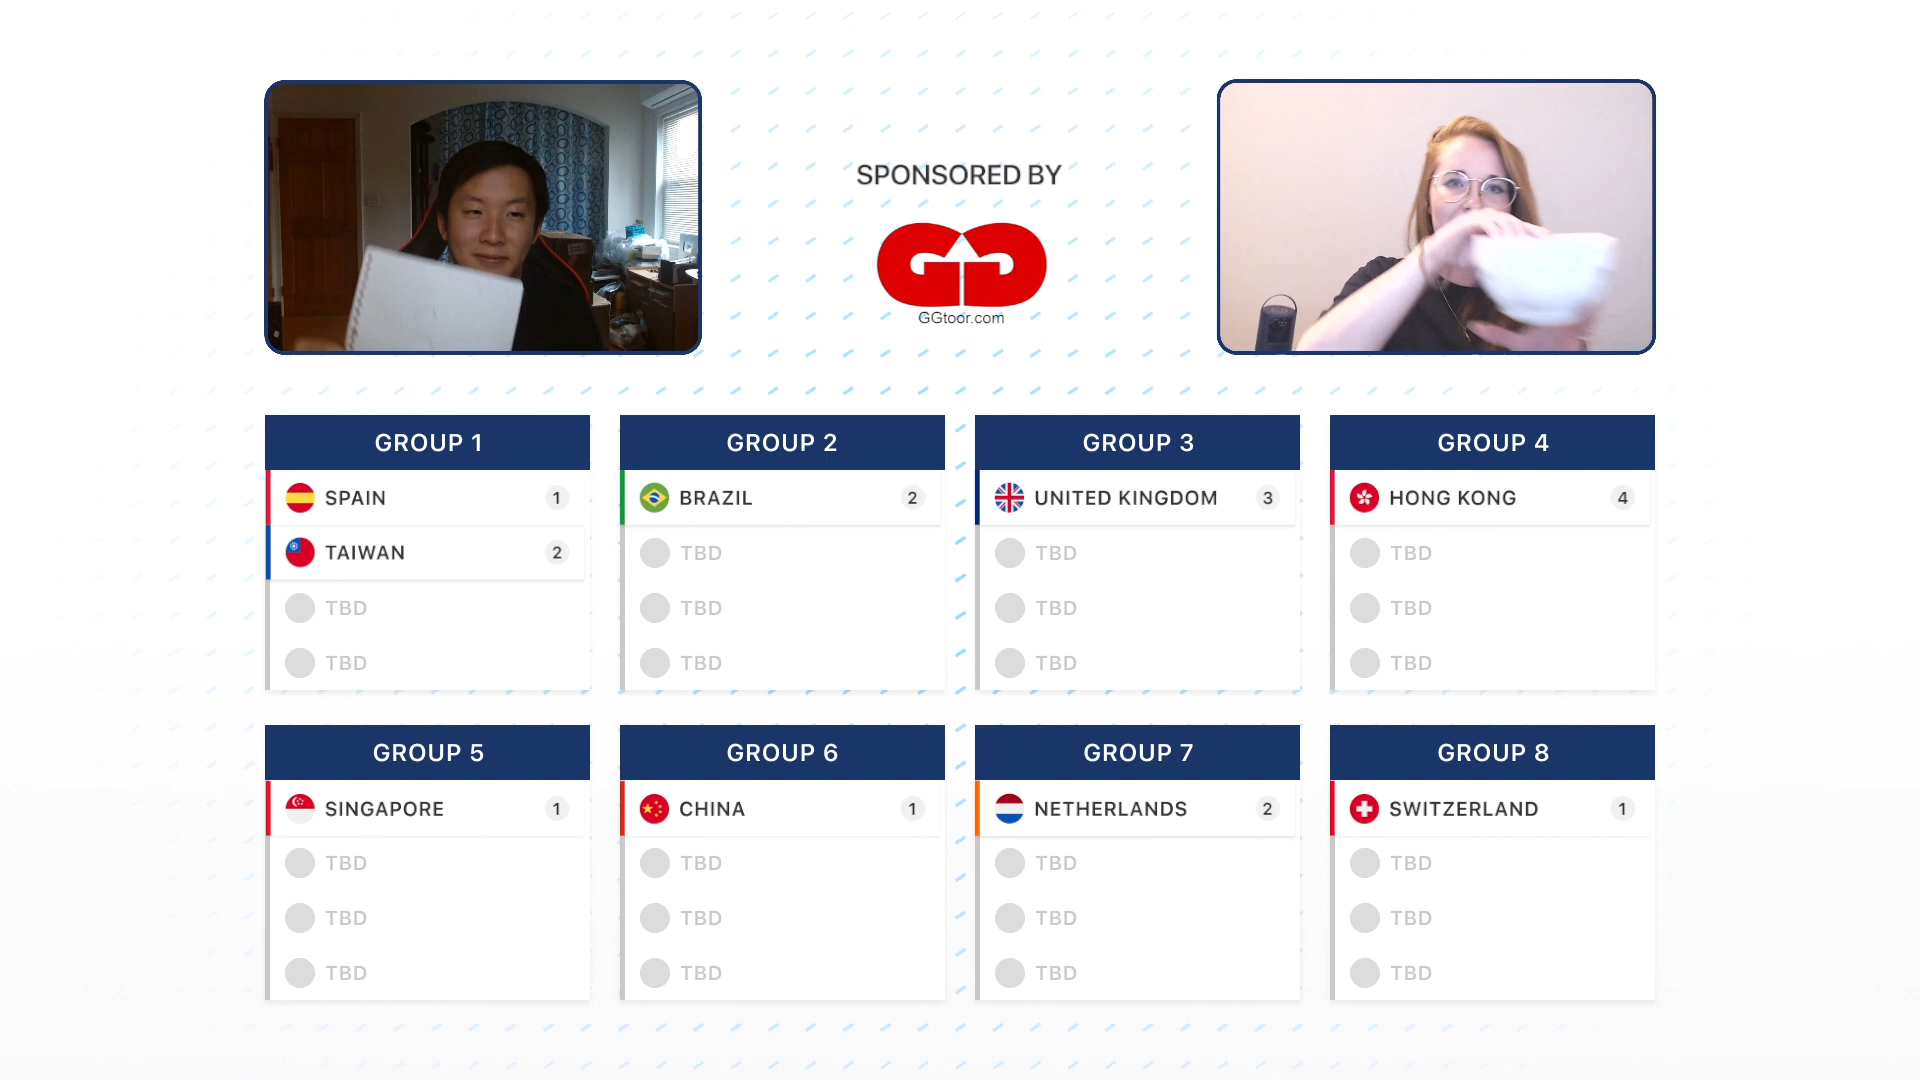 SPONSORED BY
GG
GGtoor.com
GROUP 1
SPAIN 1
TAIWAN 2
TBD
TBD
GROUP 2
BRAZIL 2
TBD
TBD
TBD
GROUP 3
UNITED KINGDOM 3
TBD
TBD
TBD
GROUP 4
HONG KONG 4
TBD
TBD
TBD
GROUP 5
SINGAPORE 1
TBD
TBD
TBD
GROUP 6
CHINA 1
TBD
TBD
TBD
GROUP 7
NETHERLANDS 2
TBD
TBD
TBD
GROUP 8
SWITZERLAND 1
TBD
TBD
TBD